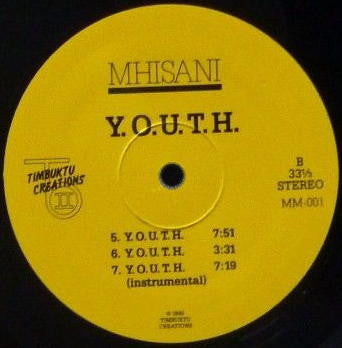 MHISANI
Y.O.U.T.H.
TIMBUKTU
CREATIONS
II
B
33⅓
STEREO
MM-001
5. Y.O.U.T.H. 7:51
6. Y.O.U.T.H. 3:31
7. Y.O.U.T.H. 7:19
(instrumental)
TIMBUKTU
CREATIONS